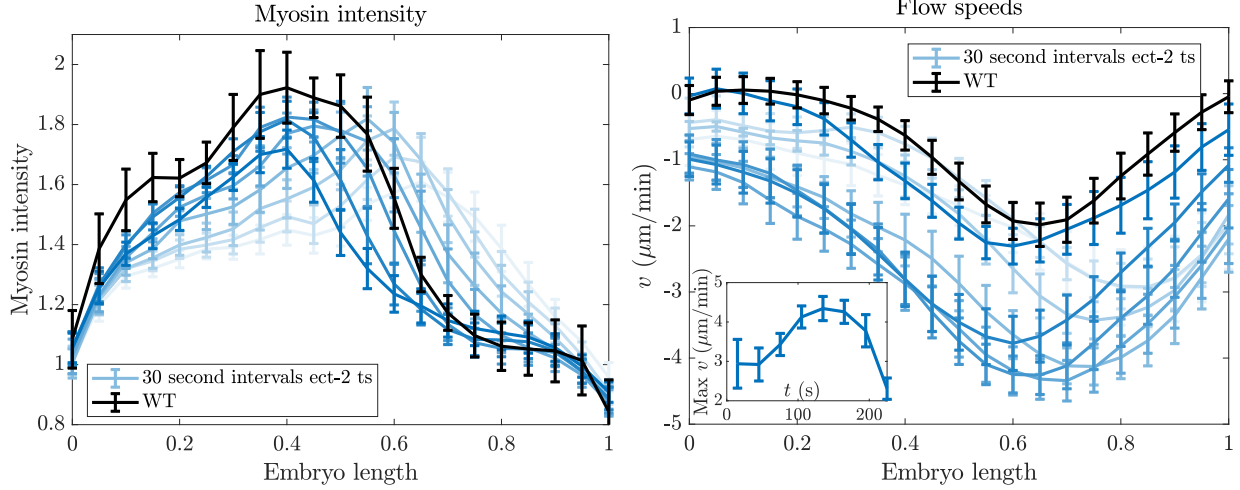 Myosin intensity
Myosin intensity
2
1.8
1.6
1.4
1.2
1
0.8
0
0.2
0.4
0.6
0.8
1
Embryo length
30 second intervals ect-2 ts
WT
Flow speeds
v (μm/min)
1
0
-1
-2
-3
-4
-5
0
0.2
0.4
0.6
0.8
1
Embryo length
30 second intervals ect-2 ts
WT
Max v (μm/min)
5
4
3
2
0
100
200
t (s)